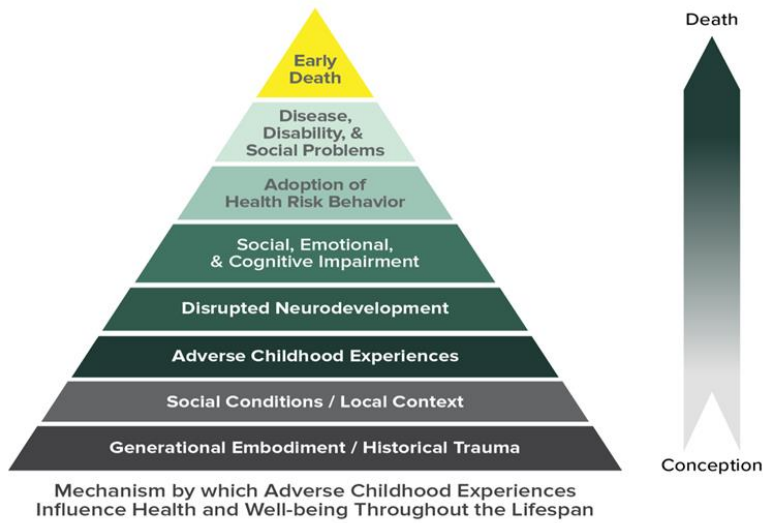 Death
Early
Death
Disease,
Disability, &
Social Problems
Adoption of
Health Risk Behavior
Social, Emotional,
& Cognitive Impairment
Disrupted Neurodevelopment
Adverse Childhood Experiences
Social Conditions / Local Context
Generational Embodiment / Historical Trauma
Conception
Mechanism by which Adverse Childhood Experiences
Influence Health and Well-being Throughout the Lifespan